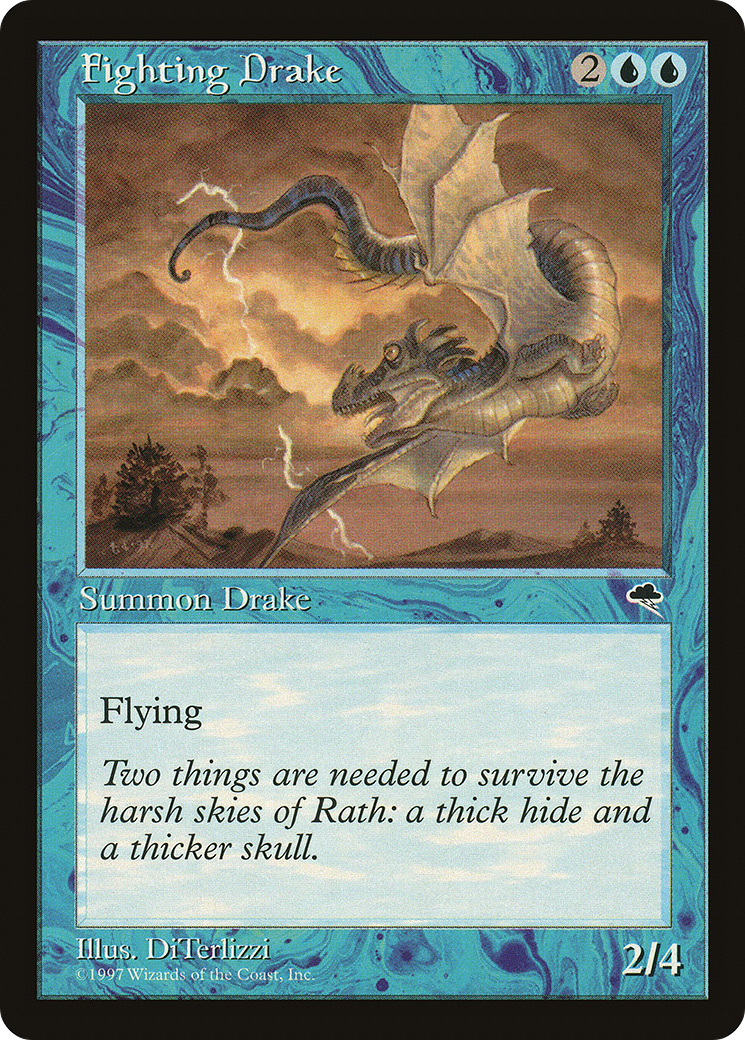 Fighting Drake 2
Summon Drake
Flying
Two things are needed to survive the
harsh skies of Rath: a thick hide and
a thicker skull.
Illus. DiTerlizzi
©1997 Wizards of the Coast, Inc.
2/4